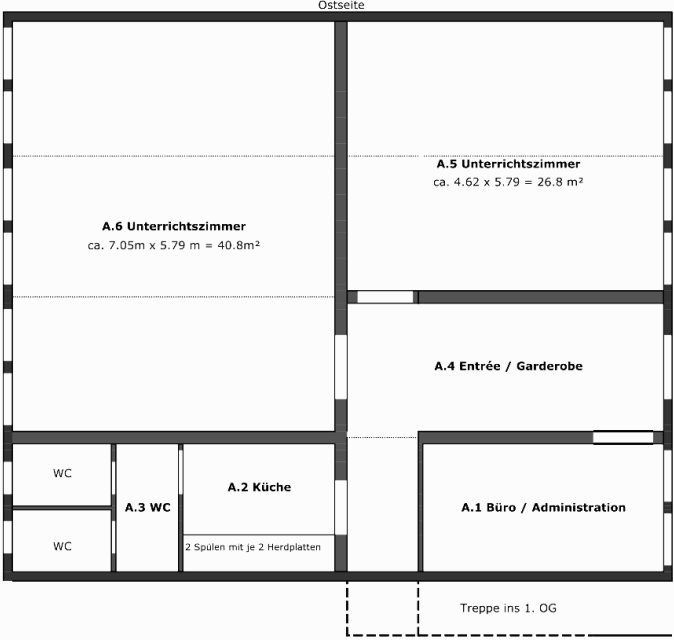 Ostseite
A.5 Unterrichtszimmer
ca. 4.62 x 5.79 = 26.8 m²
A.6 Unterrichtszimmer
ca. 7.05m x 5.79 m = 40.8m²
A.4 Entrée / Garderobe
WC
A.2 Küche
A.3 WC
A.1 Büro / Administration
WC
2 Spülen mit je 2 Herdplatten
Treppe ins 1. OG